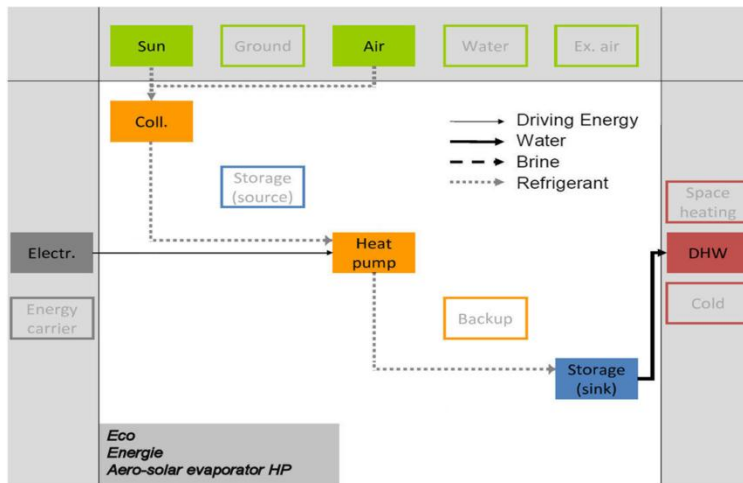 Sun
Ground
Air
Water
Ex. air
Coll.
Driving Energy
Water
Brine
Refrigerant
Storage
(source)
Space
heating
Electr.
Heat
pump
DHW
Energy
carrier
Backup
Cold
Storage
(sink)
Eco
Energie
Aero-solar evaporator HP